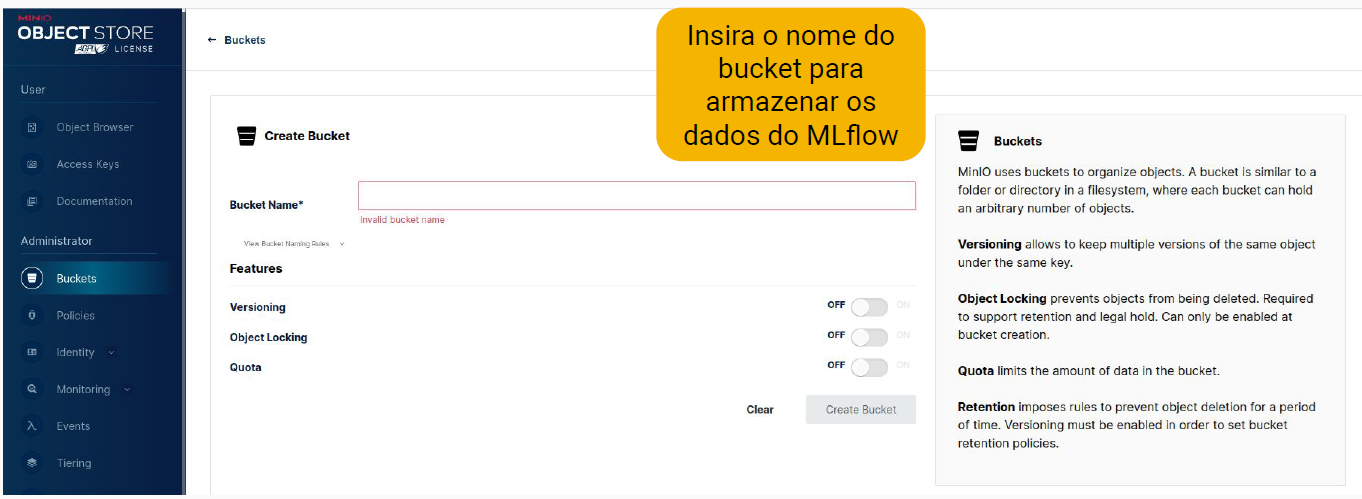 MINIO
OBJECT STORE
AGPL LICENSE
User
Object Browser
Access Keys
Documentation
Administrator
Buckets
Policies
Identity
Monitoring
Events
Tiering
← Buckets
Insira o nome do
bucket para
armazenar os
dados do MLflow
Create Bucket
Bucket Name*
Invalid bucket name
View Bucket Naming Rules
Features
Versioning OFF ON
Object Locking OFF ON
Quota OFF ON
Clear Create Bucket
Buckets
MinIO uses buckets to organize objects. A bucket is similar to a
folder or directory in a filesystem, where each bucket can hold
an arbitrary number of objects.
Versioning allows to keep multiple versions of the same object
under the same key.
Object Locking prevents objects from being deleted. Required
to support retention and legal hold. Can only be enabled at
bucket creation.
Quota limits the amount of data in the bucket.
Retention imposes rules to prevent object deletion for a period
of time. Versioning must be enabled in order to set bucket
retention policies.